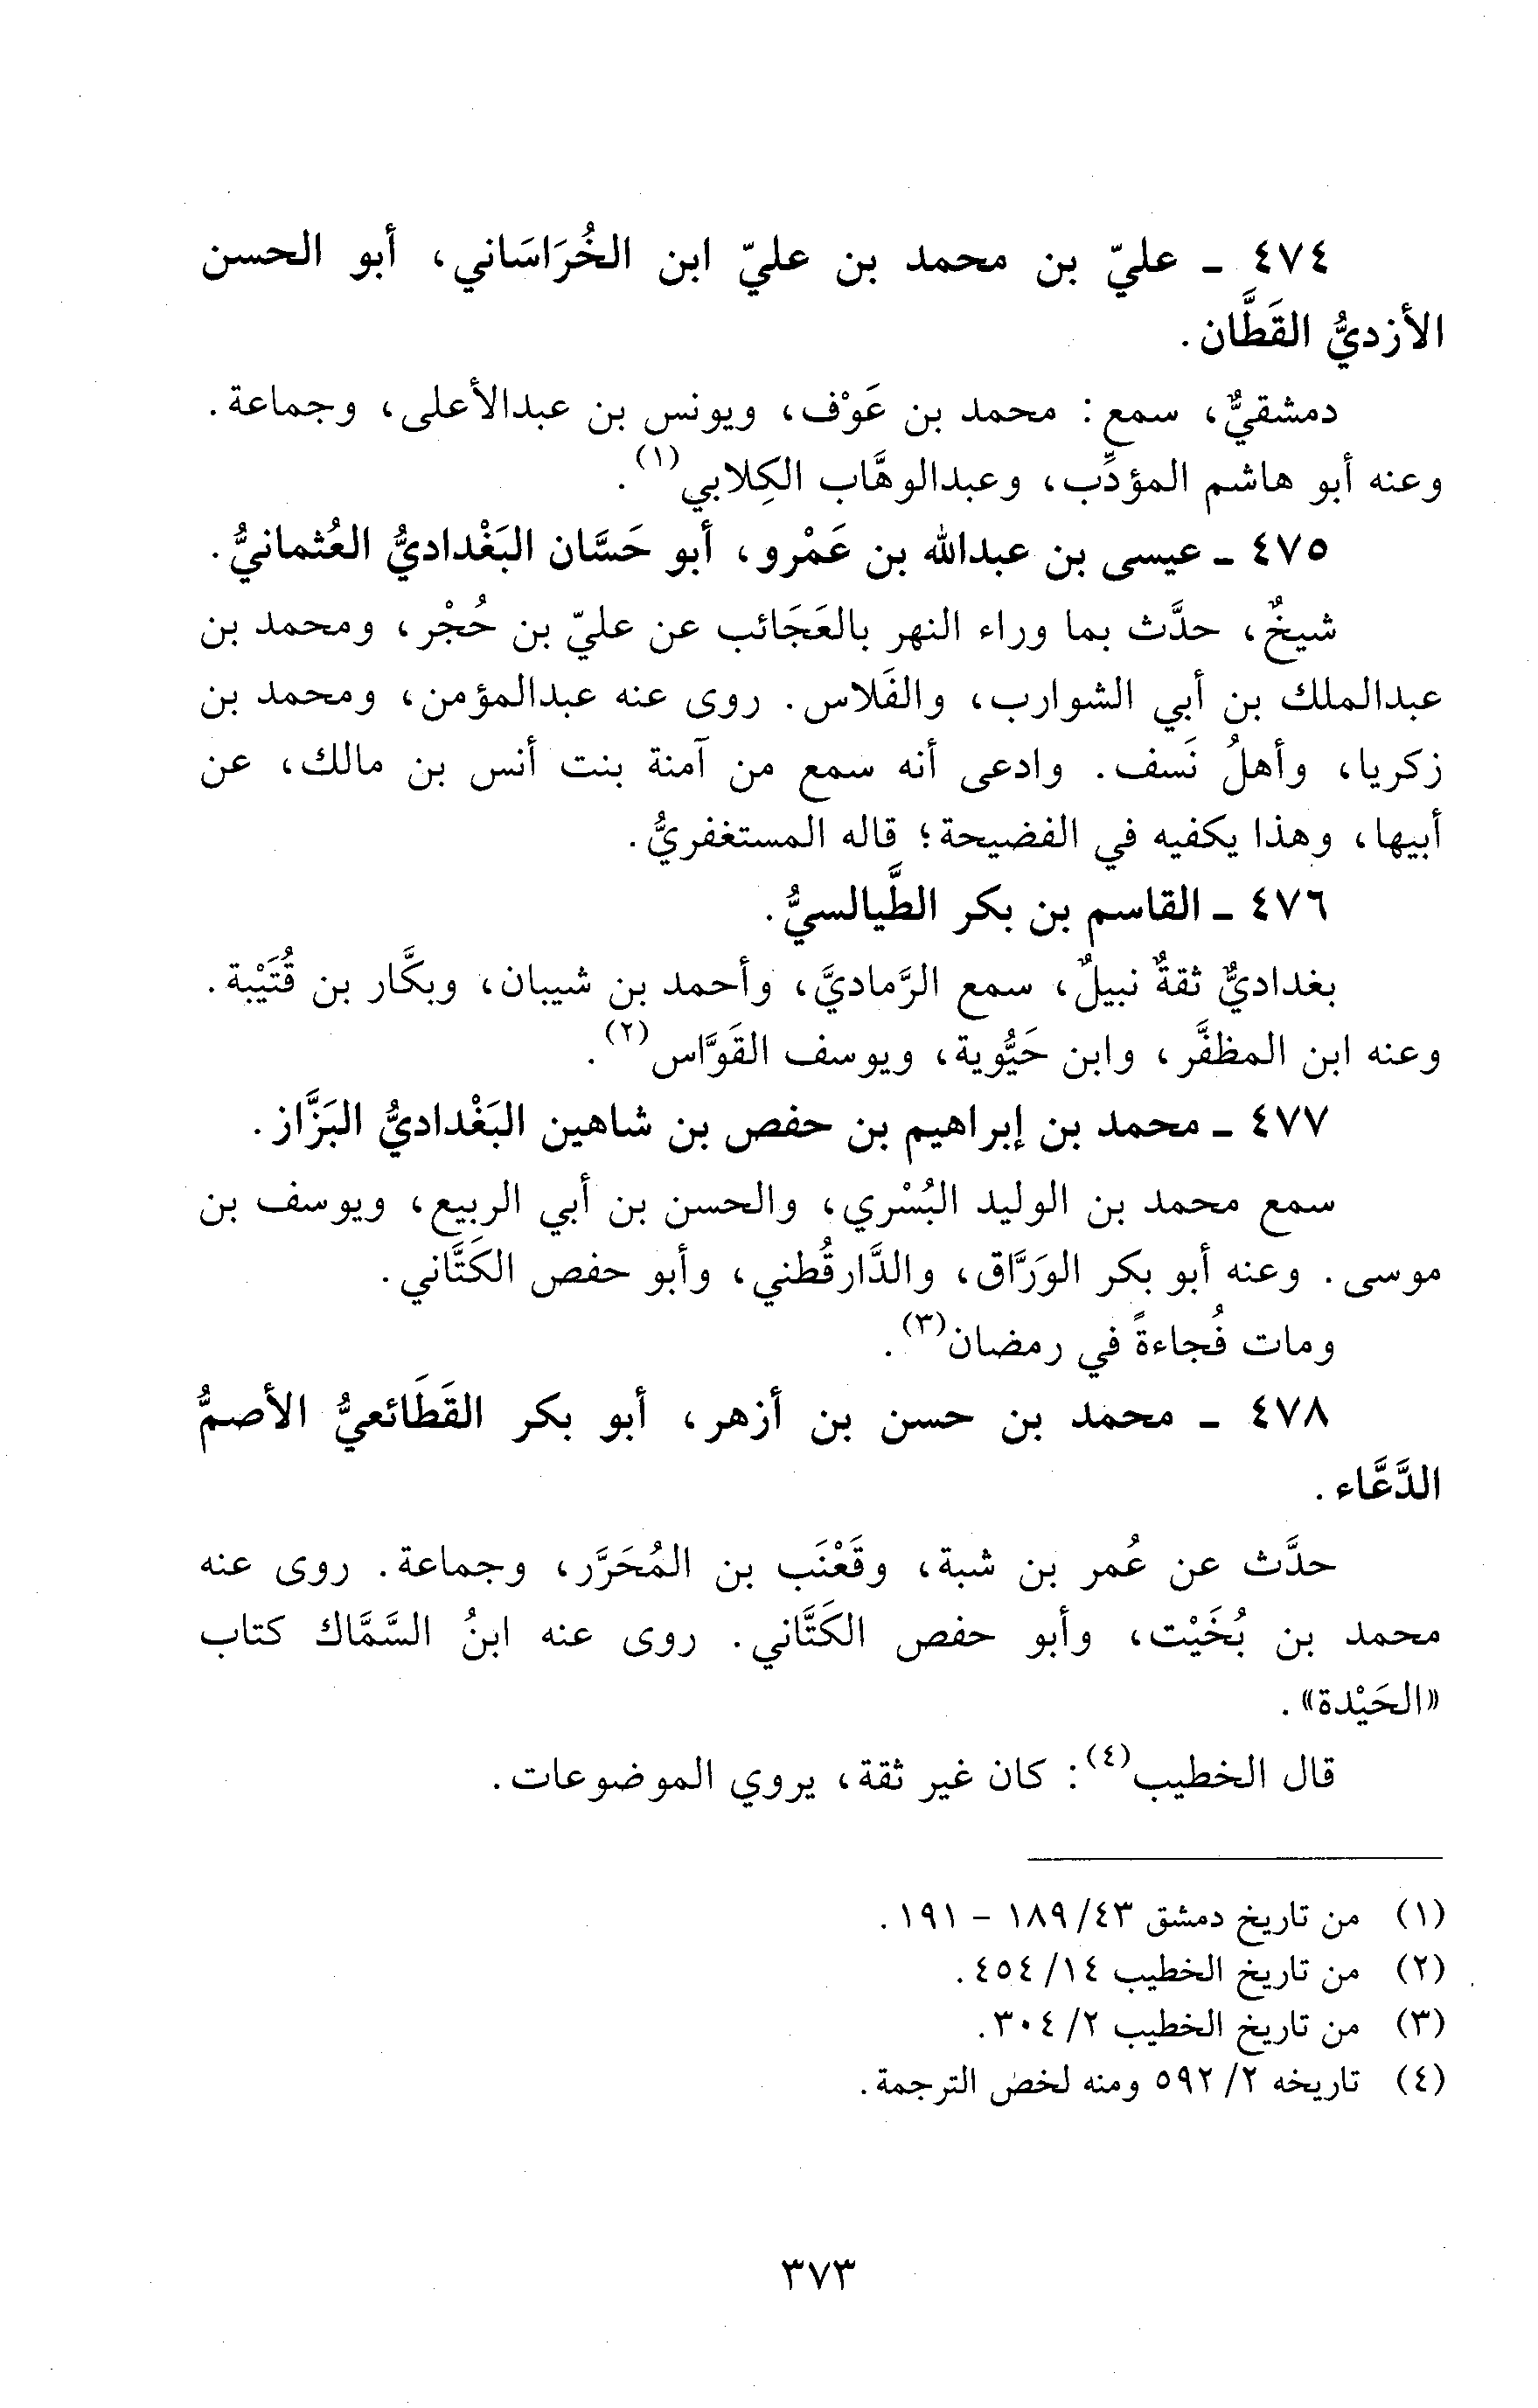 ٤٧٤ - عليّ بن محمد بن عليّ ابن الخُرَاسَاني، أبو الحسن
الأزديُّ القَطَّان.
دمشقيٌّ، سمع: محمد بن عَوْف، ويونس بن عبدالأعلى، وجماعة.
وعنه أبو هاشم المؤدِّب، وعبدالوهَّاب الكِلابي(١).
٤٧٥ - عيسى بن عبدالله بن عَمْرو، أبو حَسَّان البَغْداديُّ العُثمانيُّ.
شيخٌ، حدَّث بما وراء النهر بالعَجَائب عن عليّ بن حُجْر، ومحمد بن
عبدالملك بن أبي الشوارب، والفَلاس. روى عنه عبدالمؤمن، ومحمد بن
زكريا، وأهلُ نَسف. وادعى أنه سمع من آمنة بنت أنس بن مالك، عن
أبيها، وهذا يكفيه في الفضيحة؛ قاله المستغفريُّ.
٤٧٦ - القاسم بن بكر الطَّيالسيُّ.
بغداديٌّ ثقةٌ نبيلٌ، سمع الرَّماديَّ، وأحمد بن شيبان، وبكَّار بن قُتَيْبة.
وعنه ابن المظفَّر، وابن حَيُّوية، ويوسف القَوَّاس(٢).
٤٧٧ - محمد بن إبراهيم بن حفص بن شاهين البَغْداديُّ البَزَّاز.
سمع محمد بن الوليد البُسْري، والحسن بن أبي الربيع، ويوسف بن
موسى. وعنه أبو بكر الوَرَّاق، والدَّارقُطني، وأبو حفص الكَتَّاني.
ومات فُجاءةً في رمضان(٣).
٤٧٨ - محمد بن حسن بن أزهر، أبو بكر القَطَائعيُّ الأصمُّ
الدَّعَّاء.
حدَّث عن عُمر بن شبة، وقَعْنَب بن المُحَرَّر، وجماعة. روى عنه
محمد بن بُخَيْت، وأبو حفص الكَتَّاني. روى عنه ابنُ السَّمَّاك كتاب
«الحَيْدة».
قال الخطيب(٤): كان غير ثقة، يروي الموضوعات.
(١) من تاريخ دمشق ٤٣/ ١٨٩ - ١٩١.
(٢) من تاريخ الخطيب ١٤/ ٤٥٤.
(٣) من تاريخ الخطيب ٢/ ٣٠٤.
(٤) تاريخه ٢/ ٥٩٢ ومنه لخص الترجمة.
٣٧٣